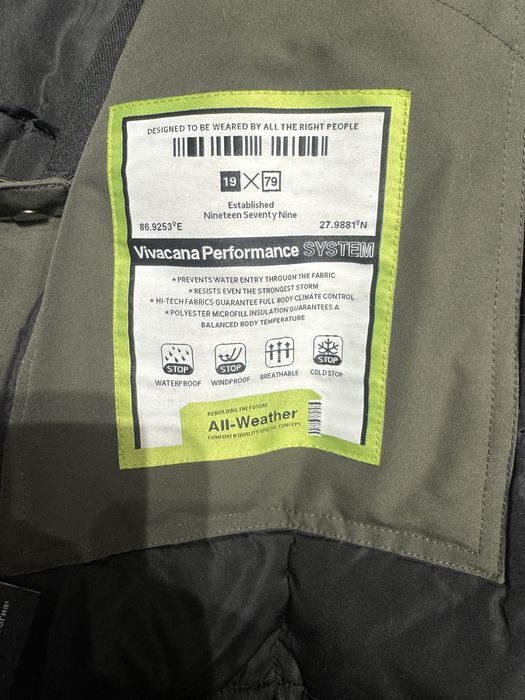 DESIGNED TO BE WEARED BY ALL THE RIGHT PEOPLE
19 X 79
Established
Nineteen Seventy Nine
86.9253ºE
27.9881ºN
Vivacana Performance SYSTEM
* PREVENTS WATER ENTRY THROUGH THE FABRIC
* RESISTS EVEN THE STRONGEST STORM
* HI-TECH FABRICS GUARANTEE FULL BODY CLIMATE CONTROL
* POLYESTER MICROFILL INSULATION GUARANTEES A
BALANCED BODY TEMPERATURE
STOP
STOP
STOP
WATERPROOF WINDPROOF BREATHABLE COLD STOP
REBUILDING THE FUTURE
All-Weather
COMFORT & QUALITY SPECIAL CONCEPT